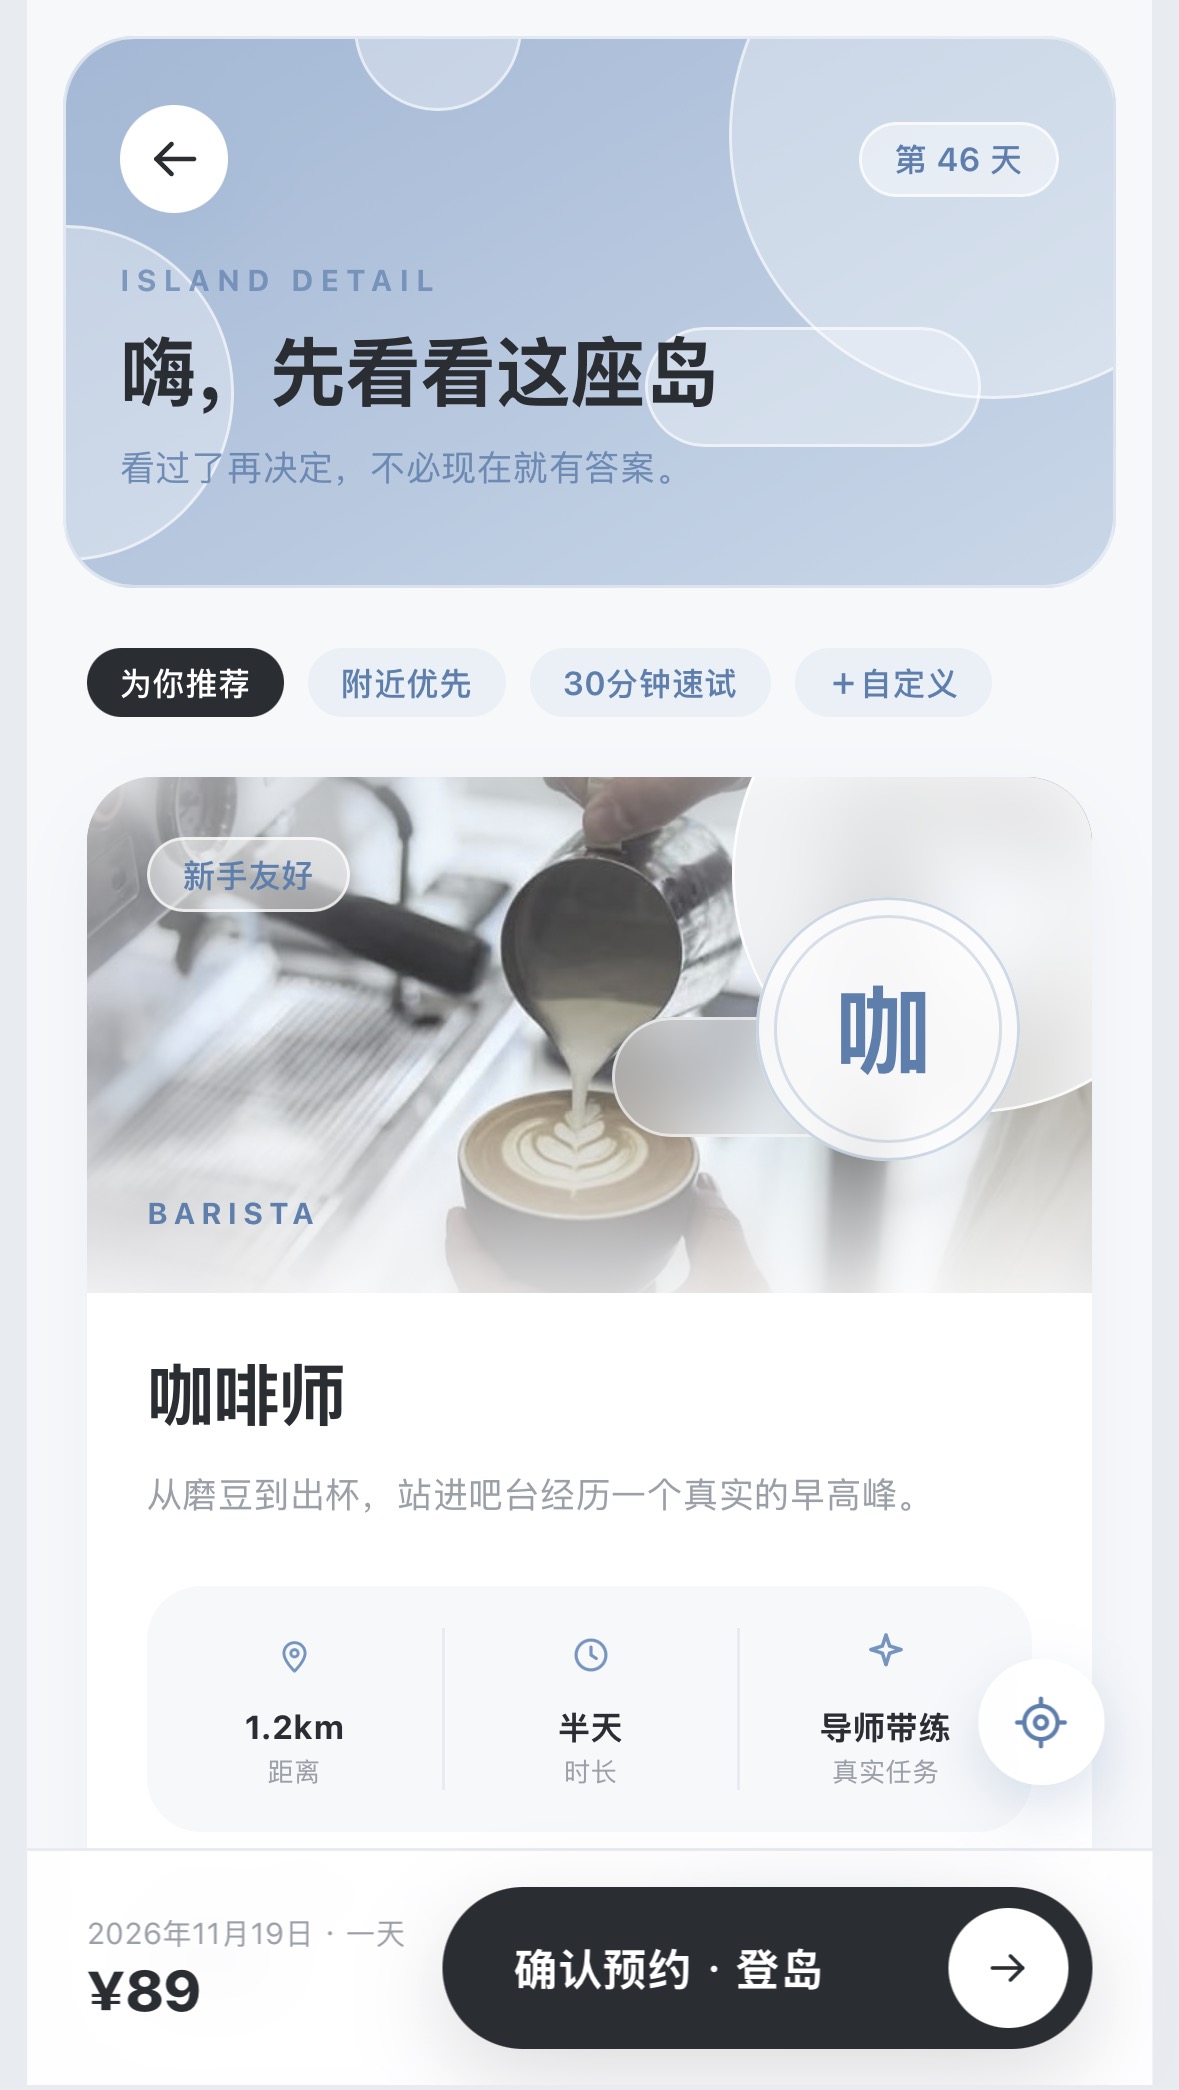 第 46 天
ISLAND DETAIL
嗨，先看看这座岛
看过了再决定，不必现在就有答案。
为你推荐
附近优先
30分钟速试
+自定义
新手友好
咖
BARISTA
咖啡师
从磨豆到出杯，站进吧台经历一个真实的早高峰。
1.2km
距离
半天
时长
导师带练
真实任务
2026年11月19日 · 一天
¥89
确认预约 · 登岛